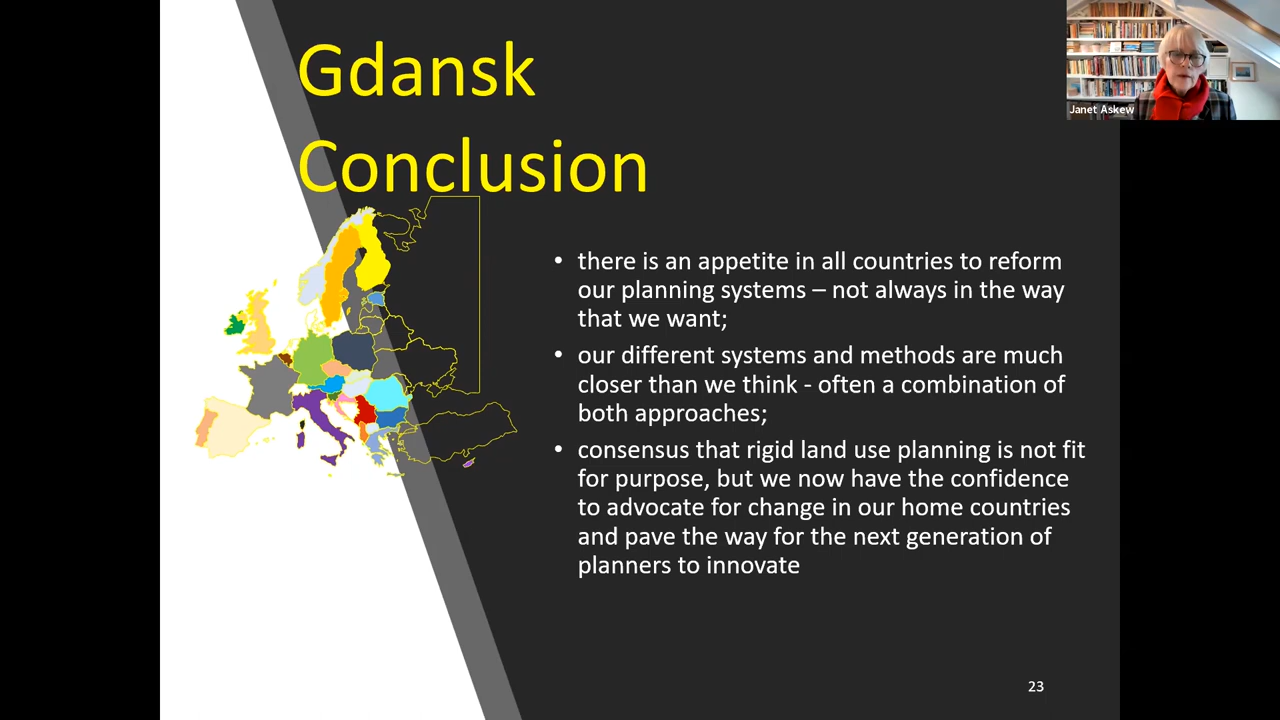 Gdansk
Conclusion
Janet Askew
• there is an appetite in all countries to reform
our planning systems – not always in the way
that we want;
• our different systems and methods are much
closer than we think - often a combination of
both approaches;
• consensus that rigid land use planning is not fit
for purpose, but we now have the confidence
to advocate for change in our home countries
and pave the way for the next generation of
planners to innovate
23